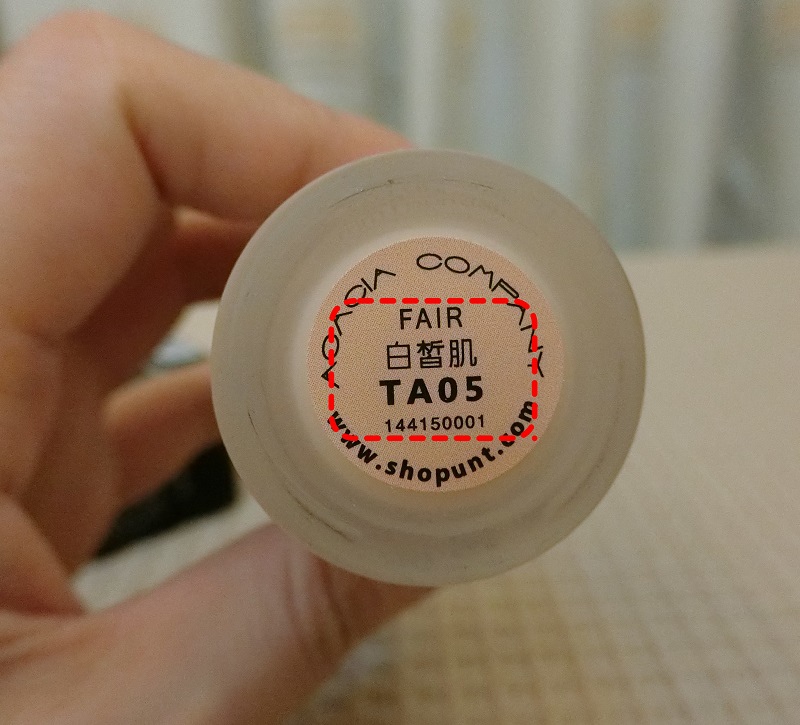 ACACIA COMPANY
FAIR
白皙肌
TA05
144150001
www.shopunt.com